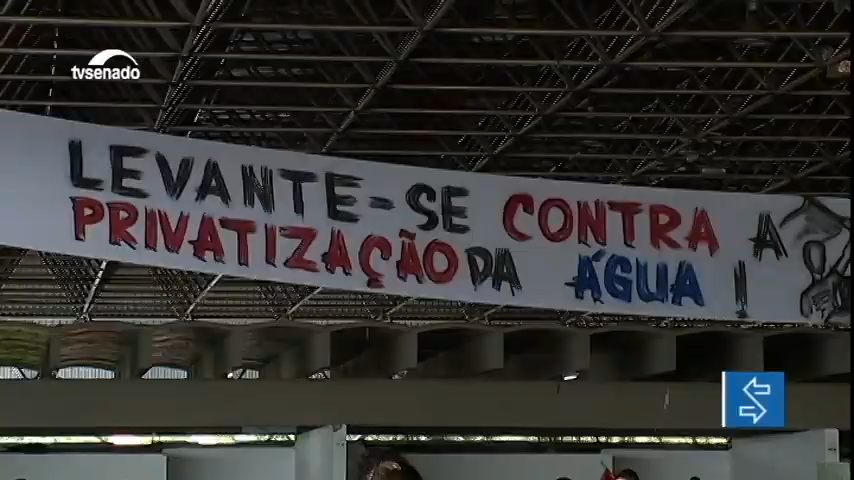 tvsenado
LEVANTE-SE CONTRA A
PRIVATIZAÇÃO DA ÁGUA!